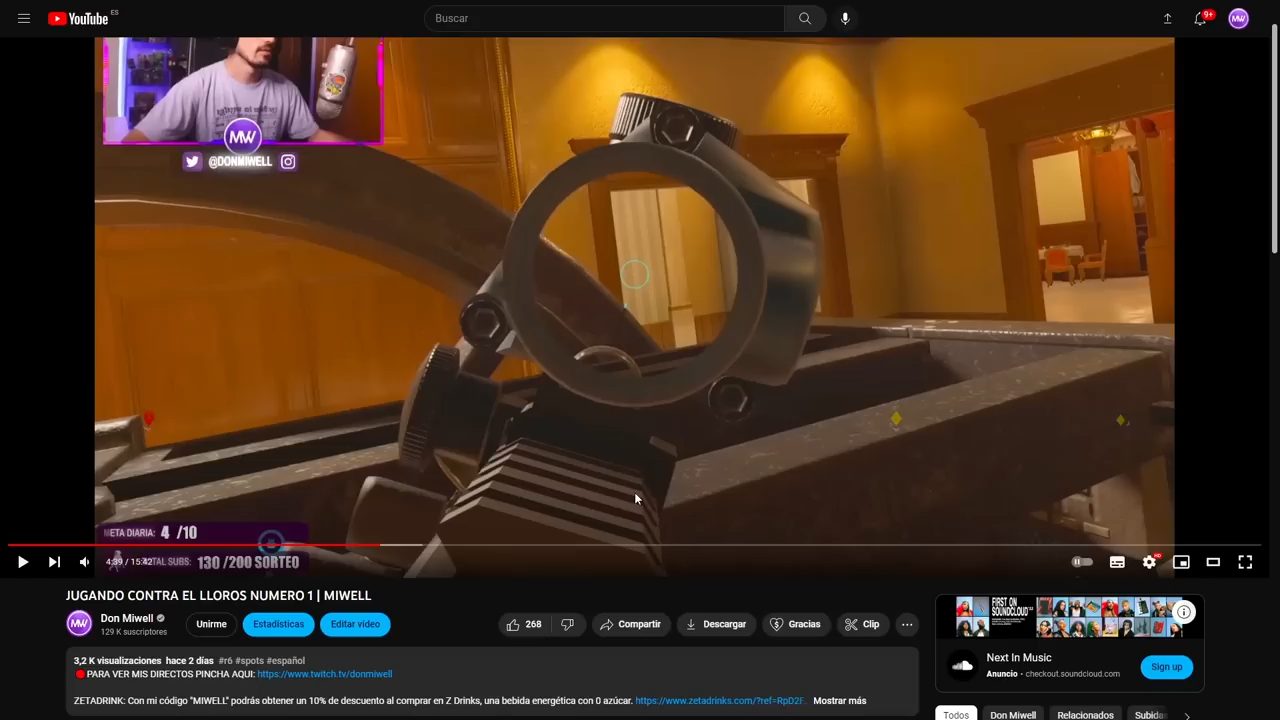 YouTube ES
Buscar
9+
MW
MW
@DONMIWELL
META DIARIA: 4 /10
TOTAL SUBS: 130 /200 SORTEO
4:39 / 15:42
HD
JUGANDO CONTRA EL LLOROS NUMERO 1 | MIWELL
MW
Don Miwell
129 K suscriptores
Unirme
Estadísticas
Editar vídeo
268
Compartir
Descargar
Gracias
Clip
3,2 K visualizaciones hace 2 días #r6 #spots #español
PARA VER MIS DIRECTOS PINCHA AQUI: https://www.twitch.tv/donmiwell
ZETADRINK: Con mi código "MIWELL" podrás obtener un 10% de descuento al comprar en Z Drinks, una bebida energética con 0 azúcar. https://www.zetadrinks.com/?ref=RpD2F Mostrar más
FIRST ON
SOUNDCLOUD
Next In Music
Anuncio · checkout.soundcloud.com
Sign up
Todos
Don Miwell
Relacionados
Subidas